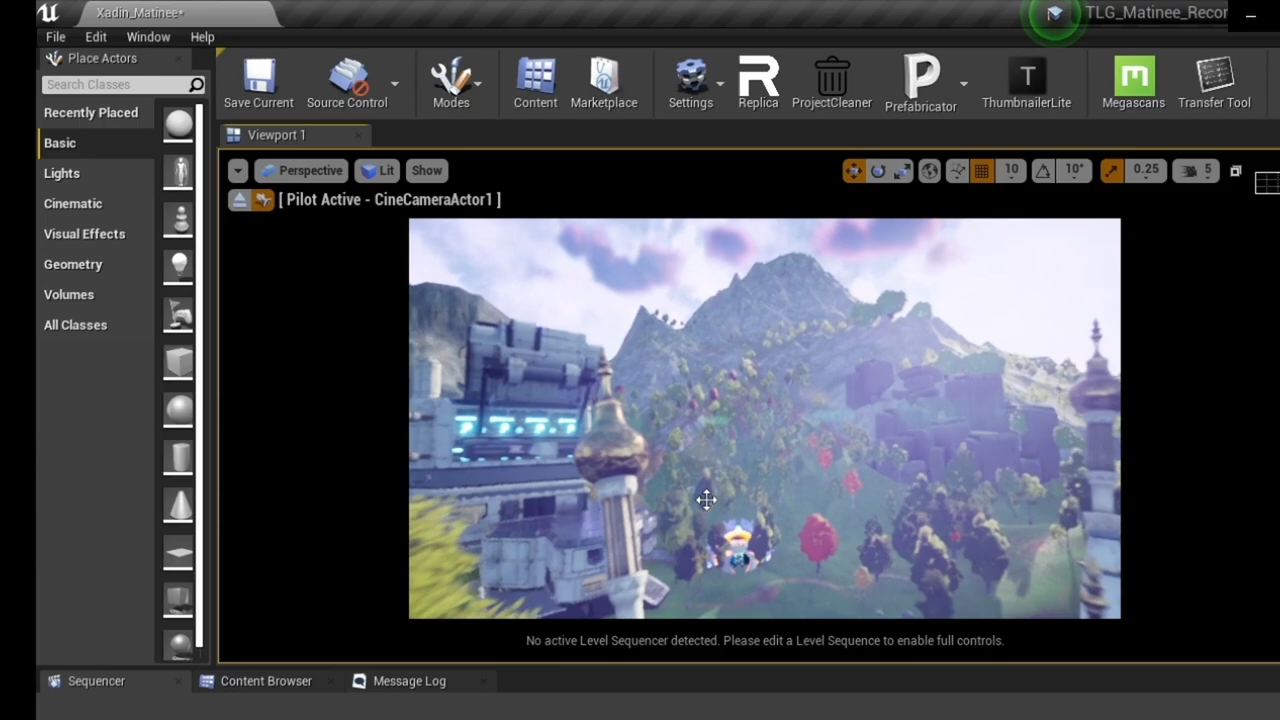 Xadin_Matinee*
TLG_Matinee_Recor
File Edit Window Help
Place Actors
Search Classes
Recently Placed
Basic
Lights
Cinematic
Visual Effects
Geometry
Volumes
All Classes
Save Current
Source Control
Modes
Content
Marketplace
Settings
Replica
ProjectCleaner
Prefabricator
T
ThumbnailerLite
Megascans
Transfer Tool
Viewport 1
Perspective
Lit
Show
10
10°
0.25
5
[ Pilot Active - CineCameraActor1 ]
No active Level Sequencer detected. Please edit a Level Sequence to enable full controls.
Sequencer
Content Browser
Message Log